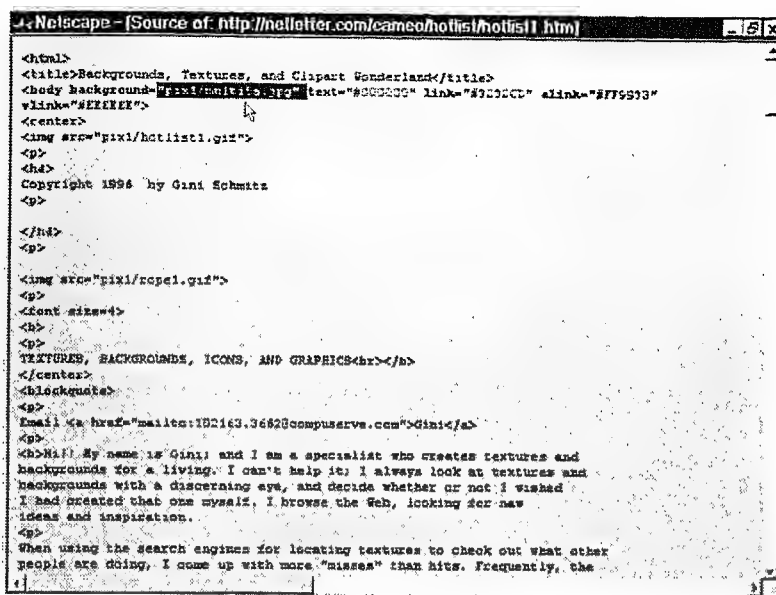 Netscape - [Source of: http://netletter.com/cameo/hotlist/hotlist1.htm]
<html>
<title>Backgrounds, Textures, and Clipart Wonderland</title>
<body background= text= link= alink=
vlink="#EEEEEE">
<center>
<img src="pix1/hotlist1.gif">
<p>
<h4>
Copyright 1996 by Gini Schmitz
<p>
</h4>
<p>
<img src="pix1/rope1.gif">
<p>
<font size=4>
<b>
<p>
TEXTURES, BACKGROUNDS, ICONS, AND GRAPHICS<br></b>
</center>
<blockquote>
<p>
Email <a href="mailto:102163.3662@compuserve.com">Gini</a>
<p>
<b>Hi! My name is Gini; and I am a specialist who creates textures and
backgrounds for a living. I can't help it; I always look at textures and
backgrounds with a discerning eye, and decide whether or not I wished
I had created that one myself. I browse the Web, looking for new
ideas and inspiration.
<p>
When using the search engines for locating textures to check out what other
people are doing, I come up with more "misses" than hits. Frequently, the